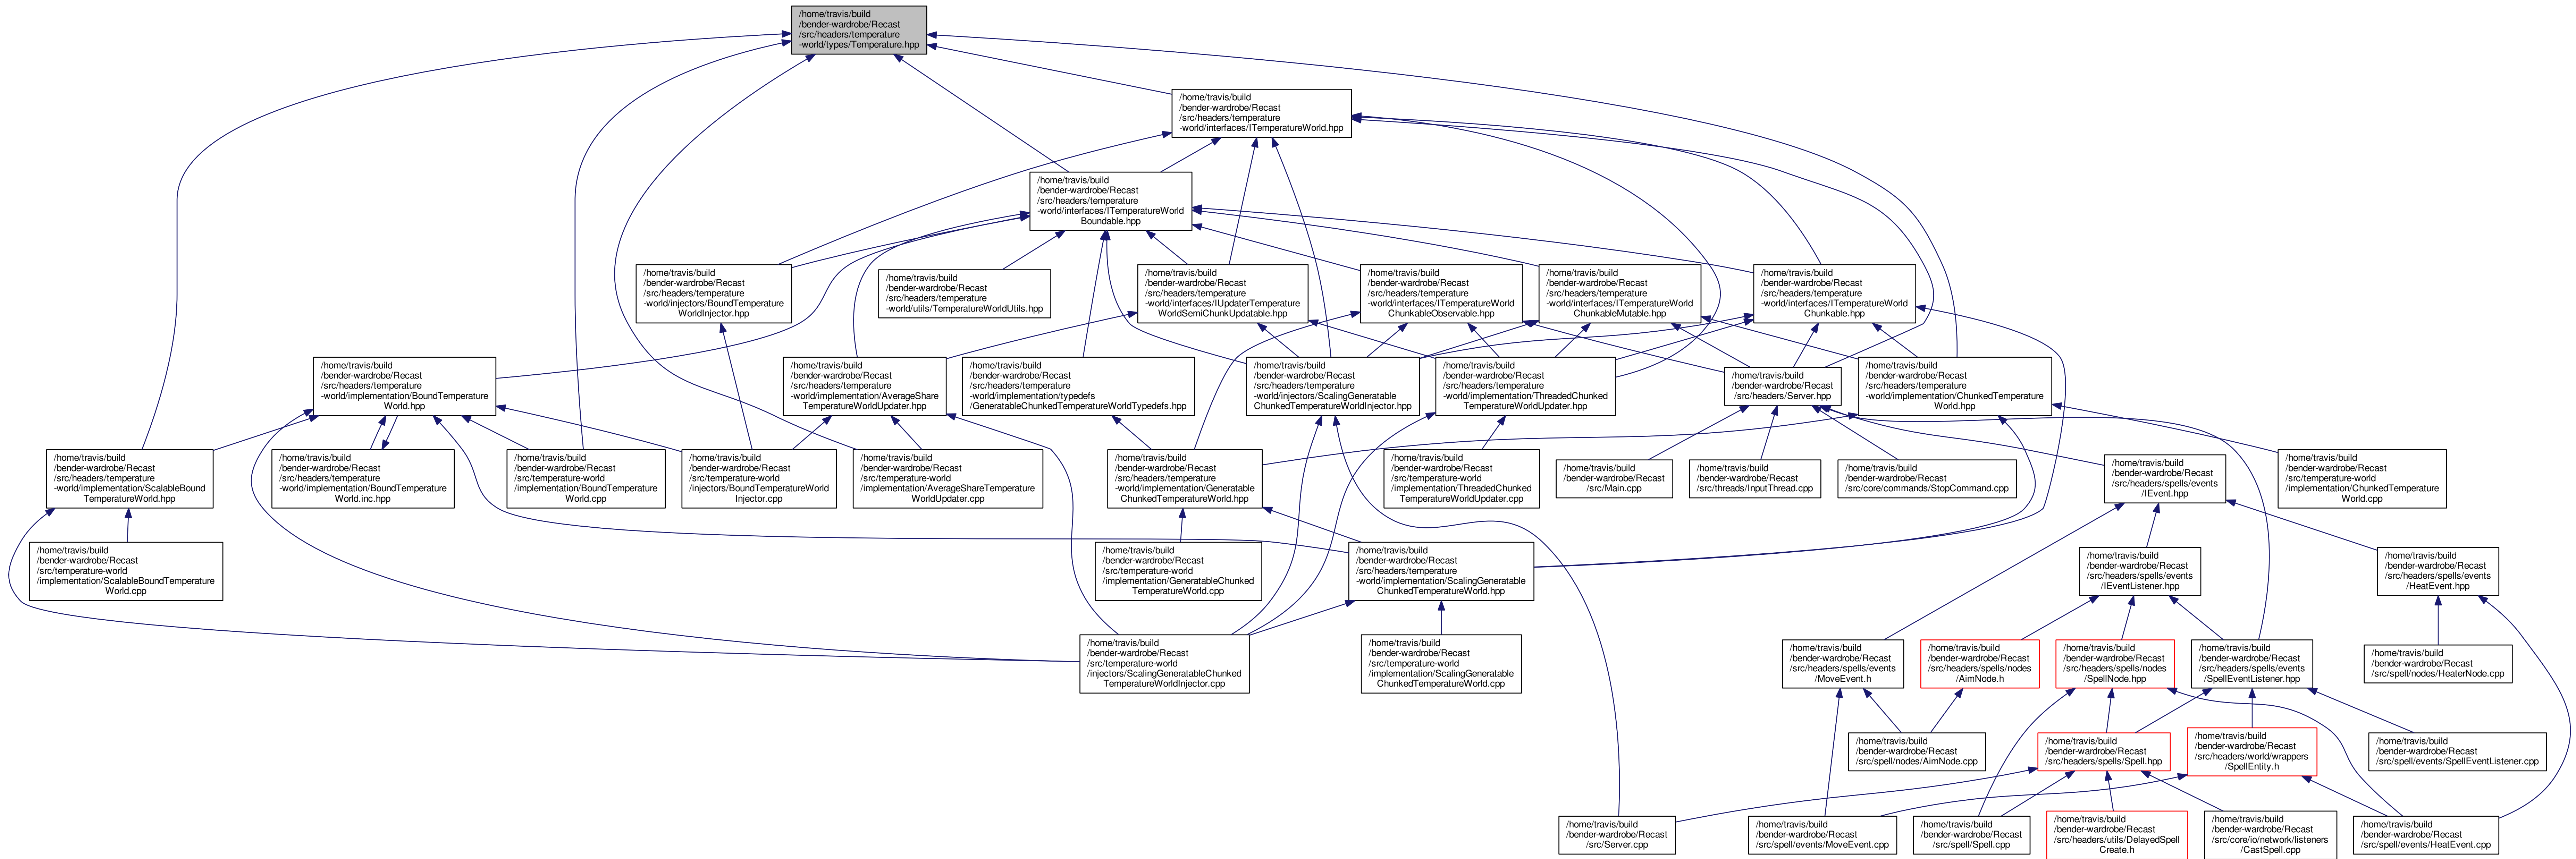 /home/travis/build
/bender-wardrobe/Recast
/src/headers/temperature
-world/types/Temperature.hpp
/home/travis/build
/bender-wardrobe/Recast
/src/headers/temperature
-world/interfaces/ITemperatureWorld.hpp
/home/travis/build
/bender-wardrobe/Recast
/src/headers/temperature
-world/interfaces/ITemperatureWorld
Boundable.hpp
/home/travis/build
/bender-wardrobe/Recast
/src/headers/temperature
-world/injectors/BoundTemperature
WorldInjector.hpp
/home/travis/build
/bender-wardrobe/Recast
/src/headers/temperature
-world/utils/TemperatureWorldUtils.hpp
/home/travis/build
/bender-wardrobe/Recast
/src/headers/temperature
-world/interfaces/IUpdaterTemperature
WorldSemiChunkUpdatable.hpp
/home/travis/build
/bender-wardrobe/Recast
/src/headers/temperature
-world/interfaces/ITemperatureWorld
ChunkableObservable.hpp
/home/travis/build
/bender-wardrobe/Recast
/src/headers/temperature
-world/interfaces/ITemperatureWorld
ChunkableMutable.hpp
/home/travis/build
/bender-wardrobe/Recast
/src/headers/temperature
-world/interfaces/ITemperatureWorld
Chunkable.hpp
/home/travis/build
/bender-wardrobe/Recast
/src/headers/temperature
-world/implementation/BoundTemperature
World.hpp
/home/travis/build
/bender-wardrobe/Recast
/src/headers/temperature
-world/implementation/AverageShare
TemperatureWorldUpdater.hpp
/home/travis/build
/bender-wardrobe/Recast
/src/headers/temperature
-world/implementation/typedefs
/GeneratableChunkedTemperatureWorldTypedefs.hpp
/home/travis/build
/bender-wardrobe/Recast
/src/headers/temperature
-world/injectors/ScalingGeneratable
ChunkedTemperatureWorldInjector.hpp
/home/travis/build
/bender-wardrobe/Recast
/src/headers/temperature
-world/implementation/ThreadedChunked
TemperatureWorldUpdater.hpp
/home/travis/build
/bender-wardrobe/Recast
/src/headers/Server.hpp
/home/travis/build
/bender-wardrobe/Recast
/src/headers/temperature
-world/implementation/ChunkedTemperature
World.hpp
/home/travis/build
/bender-wardrobe/Recast
/src/headers/temperature
-world/implementation/ScalableBound
TemperatureWorld.hpp
/home/travis/build
/bender-wardrobe/Recast
/src/headers/temperature
-world/implementation/BoundTemperature
World.inc.hpp
/home/travis/build
/bender-wardrobe/Recast
/src/temperature-world
/implementation/BoundTemperature
World.cpp
/home/travis/build
/bender-wardrobe/Recast
/src/temperature-world
/injectors/BoundTemperatureWorld
Injector.cpp
/home/travis/build
/bender-wardrobe/Recast
/src/temperature-world
/implementation/AverageShareTemperature
WorldUpdater.cpp
/home/travis/build
/bender-wardrobe/Recast
/src/headers/temperature
-world/implementation/Generatable
ChunkedTemperatureWorld.hpp
/home/travis/build
/bender-wardrobe/Recast
/src/temperature-world
/implementation/ThreadedChunked
TemperatureWorldUpdater.cpp
/home/travis/build
/bender-wardrobe/Recast
/src/Main.cpp
/home/travis/build
/bender-wardrobe/Recast
/src/threads/InputThread.cpp
/home/travis/build
/bender-wardrobe/Recast
/src/core/commands/StopCommand.cpp
/home/travis/build
/bender-wardrobe/Recast
/src/headers/spells/events
/IEvent.hpp
/home/travis/build
/bender-wardrobe/Recast
/src/temperature-world
/implementation/ChunkedTemperature
World.cpp
/home/travis/build
/bender-wardrobe/Recast
/src/temperature-world
/implementation/ScalableBoundTemperature
World.cpp
/home/travis/build
/bender-wardrobe/Recast
/src/temperature-world
/implementation/GeneratableChunked
TemperatureWorld.cpp
/home/travis/build
/bender-wardrobe/Recast
/src/headers/temperature
-world/implementation/ScalingGeneratable
ChunkedTemperatureWorld.hpp
/home/travis/build
/bender-wardrobe/Recast
/src/headers/spells/events
/IEventListener.hpp
/home/travis/build
/bender-wardrobe/Recast
/src/headers/spells/events
/HeatEvent.hpp
/home/travis/build
/bender-wardrobe/Recast
/src/temperature-world
/injectors/ScalingGeneratableChunked
TemperatureWorldInjector.cpp
/home/travis/build
/bender-wardrobe/Recast
/src/temperature-world
/implementation/ScalingGeneratable
ChunkedTemperatureWorld.cpp
/home/travis/build
/bender-wardrobe/Recast
/src/headers/spells/events
/MoveEvent.h
/home/travis/build
/bender-wardrobe/Recast
/src/headers/spells/nodes
/AimNode.h
/home/travis/build
/bender-wardrobe/Recast
/src/headers/spells/nodes
/SpellNode.hpp
/home/travis/build
/bender-wardrobe/Recast
/src/headers/spells/events
/SpellEventListener.hpp
/home/travis/build
/bender-wardrobe/Recast
/src/spell/nodes/HeaterNode.cpp
/home/travis/build
/bender-wardrobe/Recast
/src/spell/nodes/AimNode.cpp
/home/travis/build
/bender-wardrobe/Recast
/src/headers/spells/Spell.hpp
/home/travis/build
/bender-wardrobe/Recast
/src/headers/world/wrappers
/SpellEntity.h
/home/travis/build
/bender-wardrobe/Recast
/src/spell/events/SpellEventListener.cpp
/home/travis/build
/bender-wardrobe/Recast
/src/Server.cpp
/home/travis/build
/bender-wardrobe/Recast
/src/spell/events/MoveEvent.cpp
/home/travis/build
/bender-wardrobe/Recast
/src/spell/Spell.cpp
/home/travis/build
/bender-wardrobe/Recast
/src/headers/utils/DelayedSpell
Create.h
/home/travis/build
/bender-wardrobe/Recast
/src/core/io/network/listeners
/CastSpell.cpp
/home/travis/build
/bender-wardrobe/Recast
/src/spell/events/HeatEvent.cpp